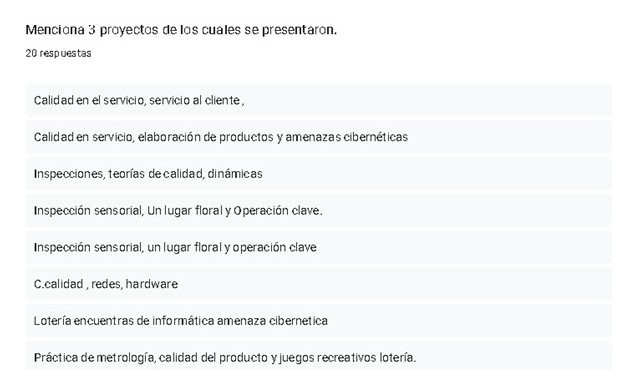 Menciona 3 proyectos de los cuales se presentaron.
20 respuestas
Calidad en el servicio, servicio al cliente,
Calidad en servicio, elaboración de productos y amenazas cibernéticas
Inspecciones, teorías de calidad, dinámicas
Inspección sensorial, Un lugar floral y Operación clave.
Inspección sensorial, un lugar floral y operación clave
C.calidad , redes, hardware
Lotería encuentras de informática amenaza cibernetica
Práctica de metrología, calidad del producto y juegos recreativos lotería.